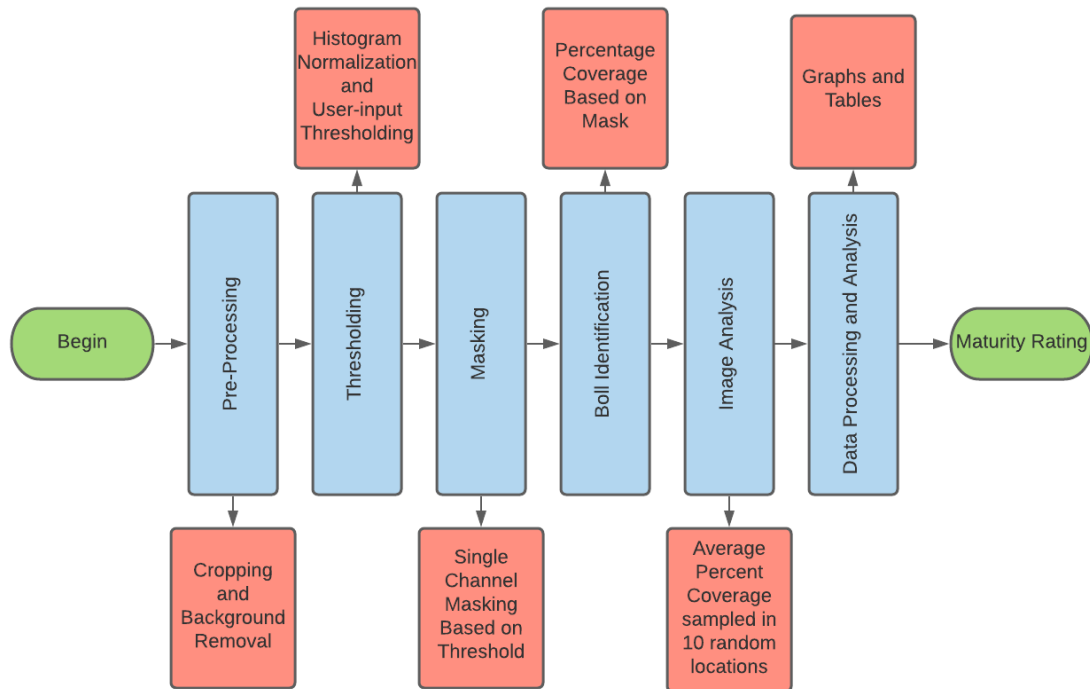 Histogram
Normalization
and
User-input
Thresholding
Percentage
Coverage
Based on
Mask
Graphs and
Tables
Begin
Pre-Processing
Thresholding
Masking
Boll Identification
Image Analysis
Data Processing and Analysis
Maturity Rating
Cropping
and
Background
Removal
Single
Channel
Masking
Based on
Threshold
Average
Percent
Coverage
sampled in
10 random
locations